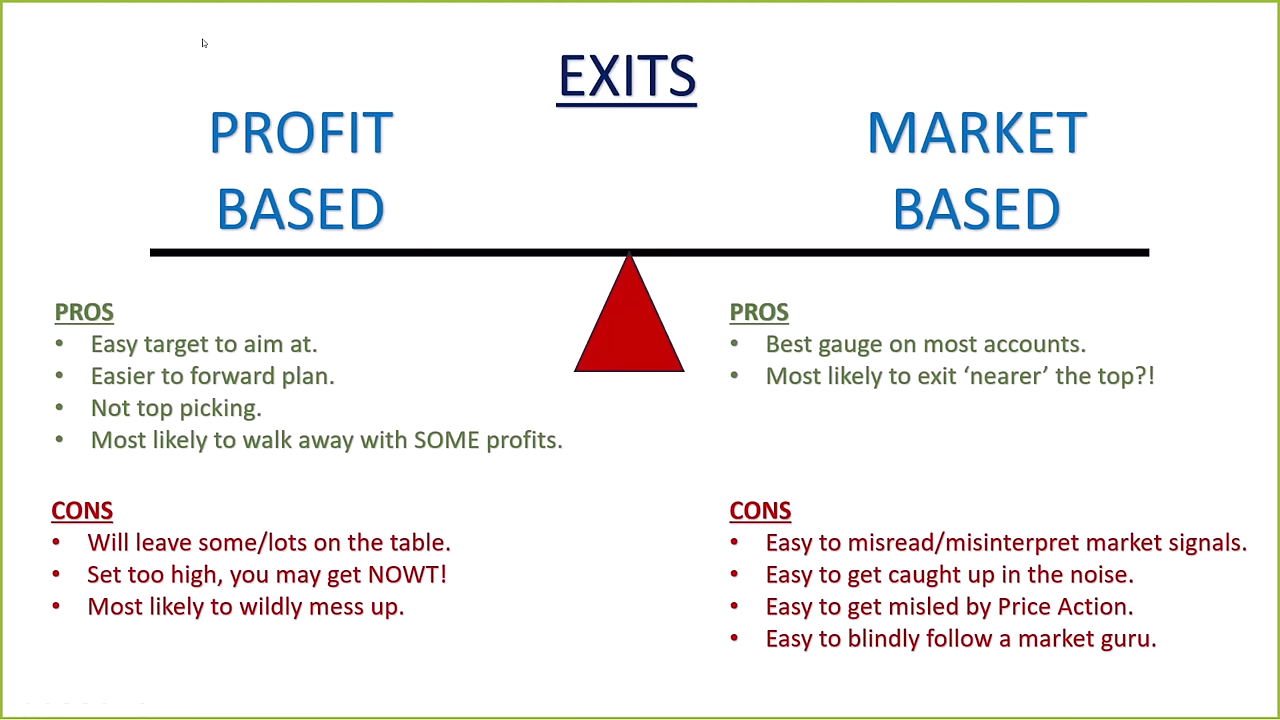 EXITS
PROFIT
BASED
MARKET
BASED
PROS
• Easy target to aim at.
• Easier to forward plan.
• Not top picking.
• Most likely to walk away with SOME profits.
CONS
• Will leave some/lots on the table.
• Set too high, you may get NOWT!
• Most likely to wildly mess up.
PROS
• Best gauge on most accounts.
• Most likely to exit ‘nearer’ the top?!
CONS
• Easy to misread/misinterpret market signals.
• Easy to get caught up in the noise.
• Easy to get misled by Price Action.
• Easy to blindly follow a market guru.